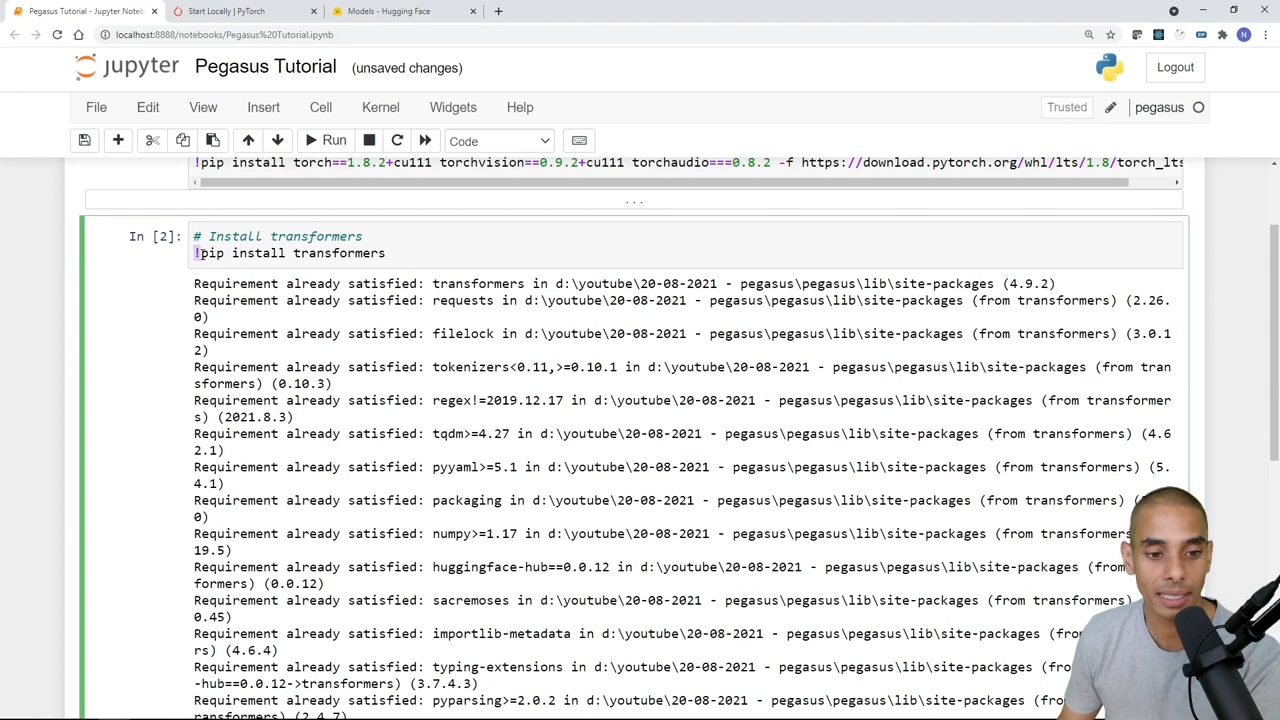 Pegasus Tutorial - Jupyter Noteb
Start Locally | PyTorch
Models - Hugging Face
localhost:8888/notebooks/Pegasus%20Tutorial.ipynb
EIP
N
jupyter
Pegasus Tutorial
(unsaved changes)
Logout
File
Edit
View
Insert
Cell
Kernel
Widgets
Help
Trusted
pegasus
Run
Code
!pip install torch==1.8.2+cu111 torchvision==0.9.2+cu111 torchaudio===0.8.2 -f https://download.pytorch.org/whl/lts/1.8/torch_lts
...
In [2]:
# Install transformers
!pip install transformers
Requirement already satisfied: transformers in d:\youtube\20-08-2021 - pegasus\pegasus\lib\site-packages (4.9.2)
Requirement already satisfied: requests in d:\youtube\20-08-2021 - pegasus\pegasus\lib\site-packages (from transformers) (2.26.
0)
Requirement already satisfied: filelock in d:\youtube\20-08-2021 - pegasus\pegasus\lib\site-packages (from transformers) (3.0.1
2)
Requirement already satisfied: tokenizers<0.11,>=0.10.1 in d:\youtube\20-08-2021 - pegasus\pegasus\lib\site-packages (from tran
sformers) (0.10.3)
Requirement already satisfied: regex!=2019.12.17 in d:\youtube\20-08-2021 - pegasus\pegasus\lib\site-packages (from transformer
s) (2021.8.3)
Requirement already satisfied: tqdm>=4.27 in d:\youtube\20-08-2021 - pegasus\pegasus\lib\site-packages (from transformers) (4.6
2.1)
Requirement already satisfied: pyyaml>=5.1 in d:\youtube\20-08-2021 - pegasus\pegasus\lib\site-packages (from transformers) (5.
4.1)
Requirement already satisfied: packaging in d:\youtube\20-08-2021 - pegasus\pegasus\lib\site-packages (from transformers)
0)
Requirement already satisfied: numpy>=1.17 in d:\youtube\20-08-2021 - pegasus\pegasus\lib\site-packages (from transformers)
19.5)
Requirement already satisfied: huggingface-hub==0.0.12 in d:\youtube\20-08-2021 - pegasus\pegasus\lib\site-packages (from trans
formers) (0.0.12)
Requirement already satisfied: sacremoses in d:\youtube\20-08-2021 - pegasus\pegasus\lib\site-packages (from transformers)
0.45)
Requirement already satisfied: importlib-metadata in d:\youtube\20-08-2021 - pegasus\pegasus\lib\site-packages (from
rs) (4.6.4)
Requirement already satisfied: typing-extensions in d:\youtube\20-08-2021 - pegasus\pegasus\lib\site-packages (from
-hub==0.0.12->transformers) (3.7.4.3)
Requirement already satisfied: pyparsing>=2.0.2 in d:\youtube\20-08-2021 - pegasus\pegasus\lib\site-packages (from
transformers) (2.4.7)